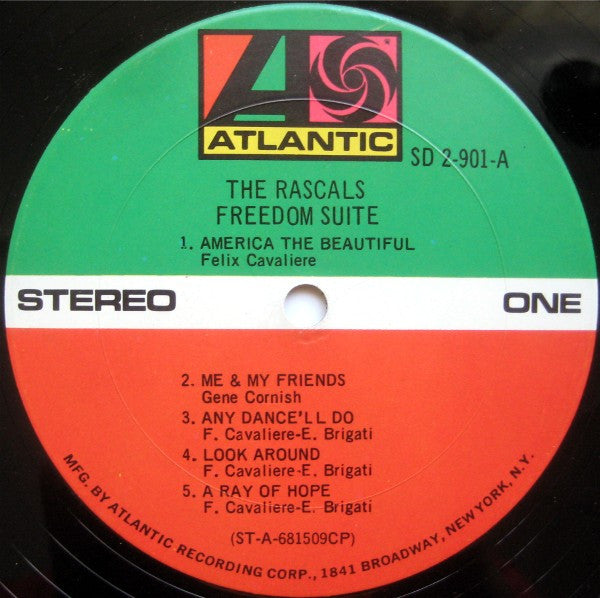 ATLANTIC
SD 2-901-A
THE RASCALS
FREEDOM SUITE
1. AMERICA THE BEAUTIFUL
Felix Cavaliere
STEREO
ONE
2. ME & MY FRIENDS
Gene Cornish
3. ANY DANCE'LL DO
F. Cavaliere-E. Brigati
4. LOOK AROUND
F. Cavaliere-E. Brigati
5. A RAY OF HOPE
F. Cavaliere-E. Brigati
(ST-A-681509CP)
MFG. BY ATLANTIC RECORDING CORP., 1841 BROADWAY, NEW YORK, N.Y.